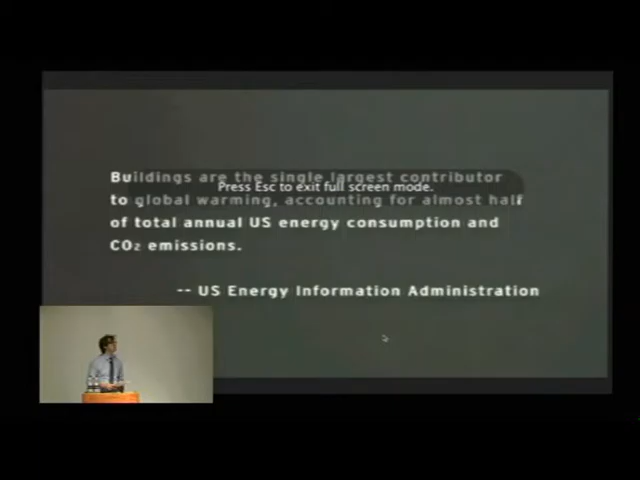 Buildings are the single largest contributor
Press Esc to exit full screen mode.
to global warming, accounting for almost half
of total annual US energy consumption and
CO₂ emissions.
-- US Energy Information Administration